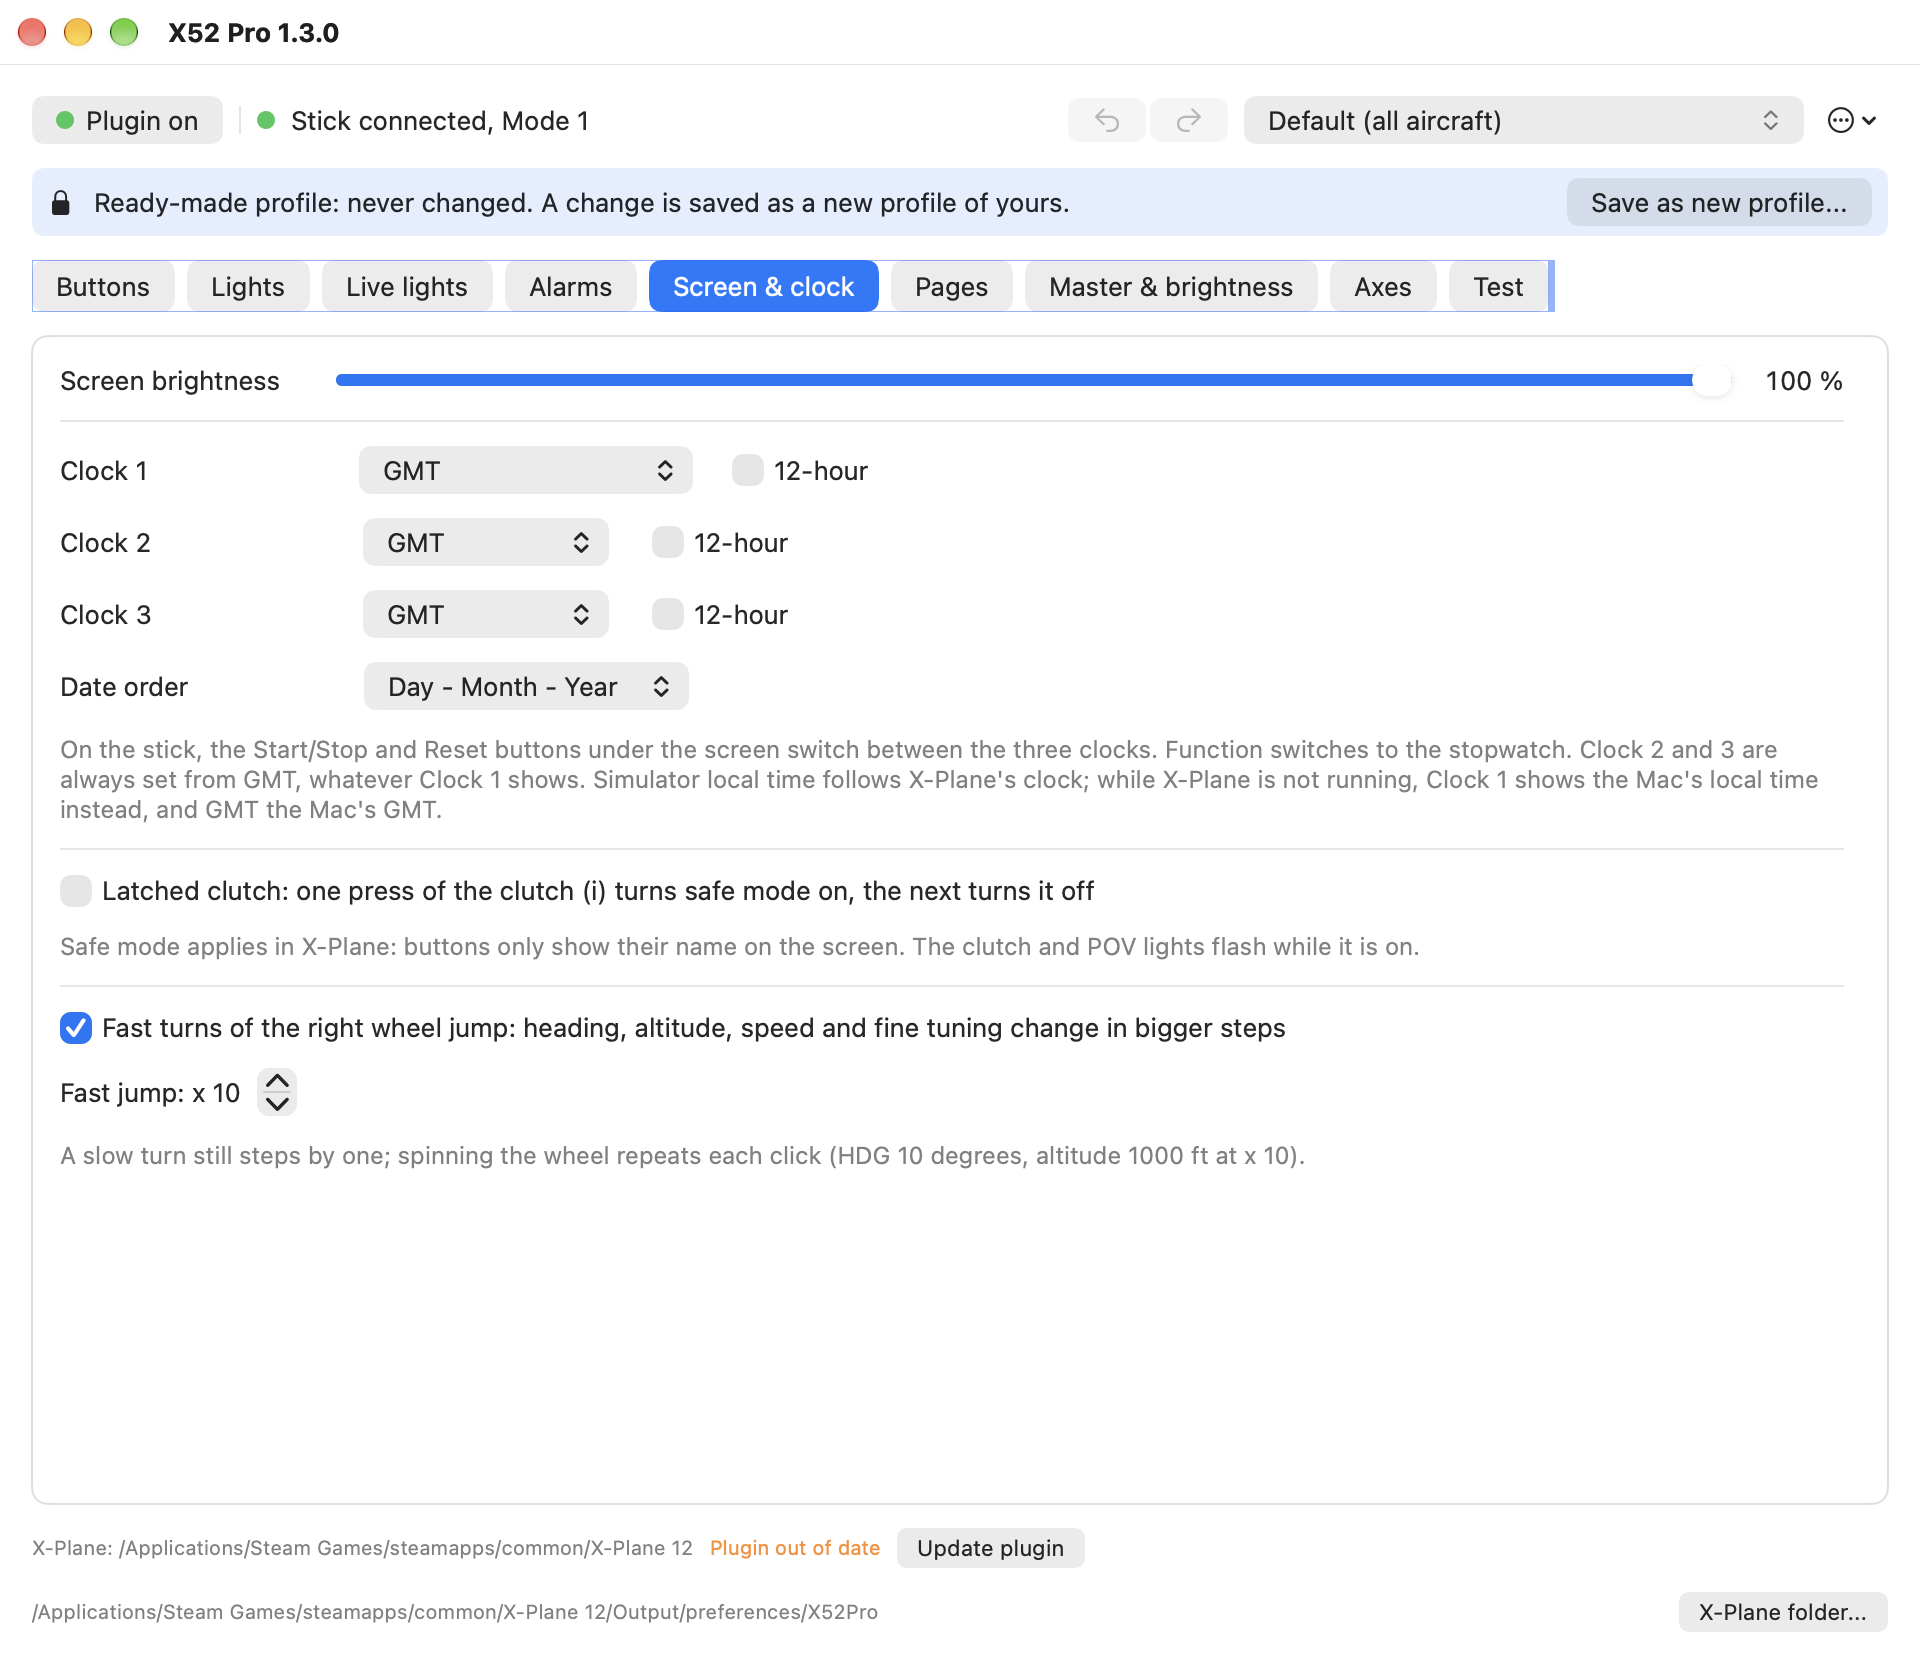 X52 Pro 1.3.0
Plugin on
Stick connected, Mode 1
Default (all aircraft)
Ready-made profile: never changed. A change is saved as a new profile of yours.
Save as new profile...
Buttons
Lights
Live lights
Alarms
Screen & clock
Pages
Master & brightness
Axes
Test
Screen brightness
100 %
Clock 1
GMT
12-hour
Clock 2
GMT
12-hour
Clock 3
GMT
12-hour
Date order
Day - Month - Year
On the stick, the Start/Stop and Reset buttons under the screen switch between the three clocks. Function switches to the stopwatch. Clock 2 and 3 are
always set from GMT, whatever Clock 1 shows. Simulator local time follows X-Plane's clock; while X-Plane is not running, Clock 1 shows the Mac's local time
instead, and GMT the Mac's GMT.
Latched clutch: one press of the clutch (i) turns safe mode on, the next turns it off
Safe mode applies in X-Plane: buttons only show their name on the screen. The clutch and POV lights flash while it is on.
Fast turns of the right wheel jump: heading, altitude, speed and fine tuning change in bigger steps
Fast jump: x 10
A slow turn still steps by one; spinning the wheel repeats each click (HDG 10 degrees, altitude 1000 ft at x 10).
X-Plane: /Applications/Steam Games/steamapps/common/X-Plane 12
Plugin out of date
Update plugin
/Applications/Steam Games/steamapps/common/X-Plane 12/Output/preferences/X52Pro
X-Plane folder...